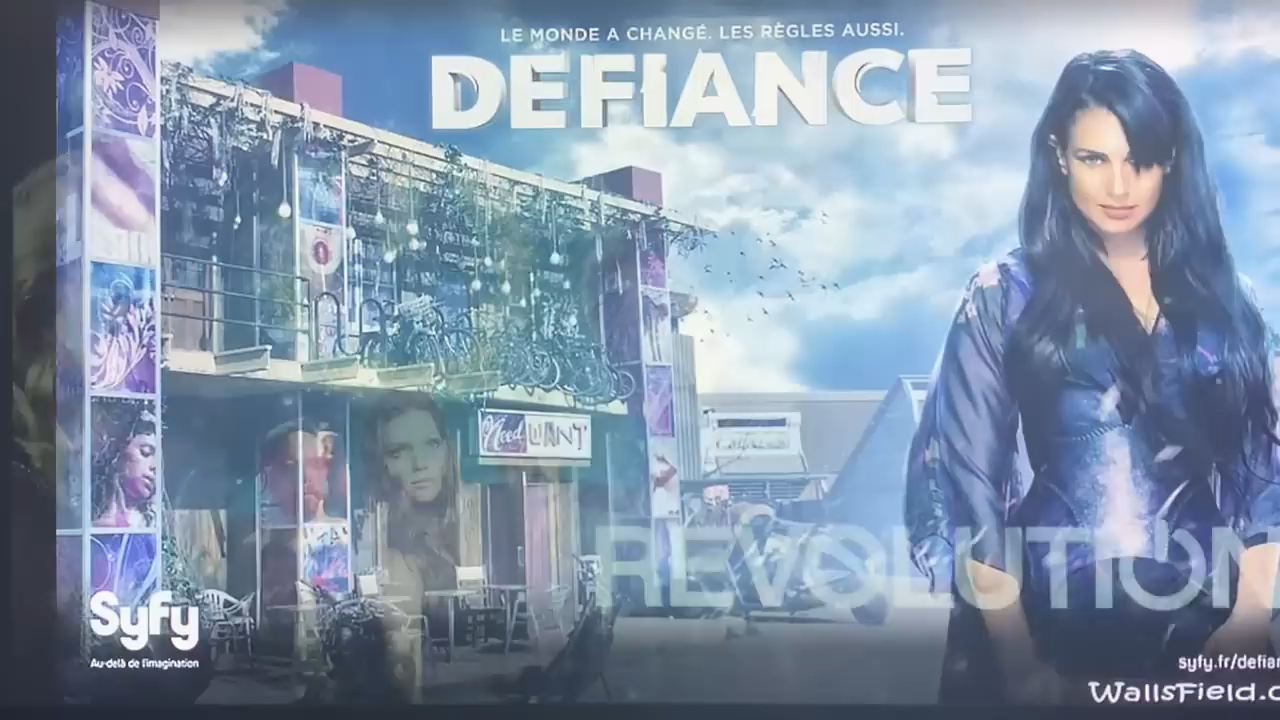 LE MONDE A CHANGÉ. LES RÈGLES AUSSI.
DEFIANCE
Need WANT
REVOLUTION
Syfy
Au-delà de l'imagination
syfy.fr/defian
WallsField.c